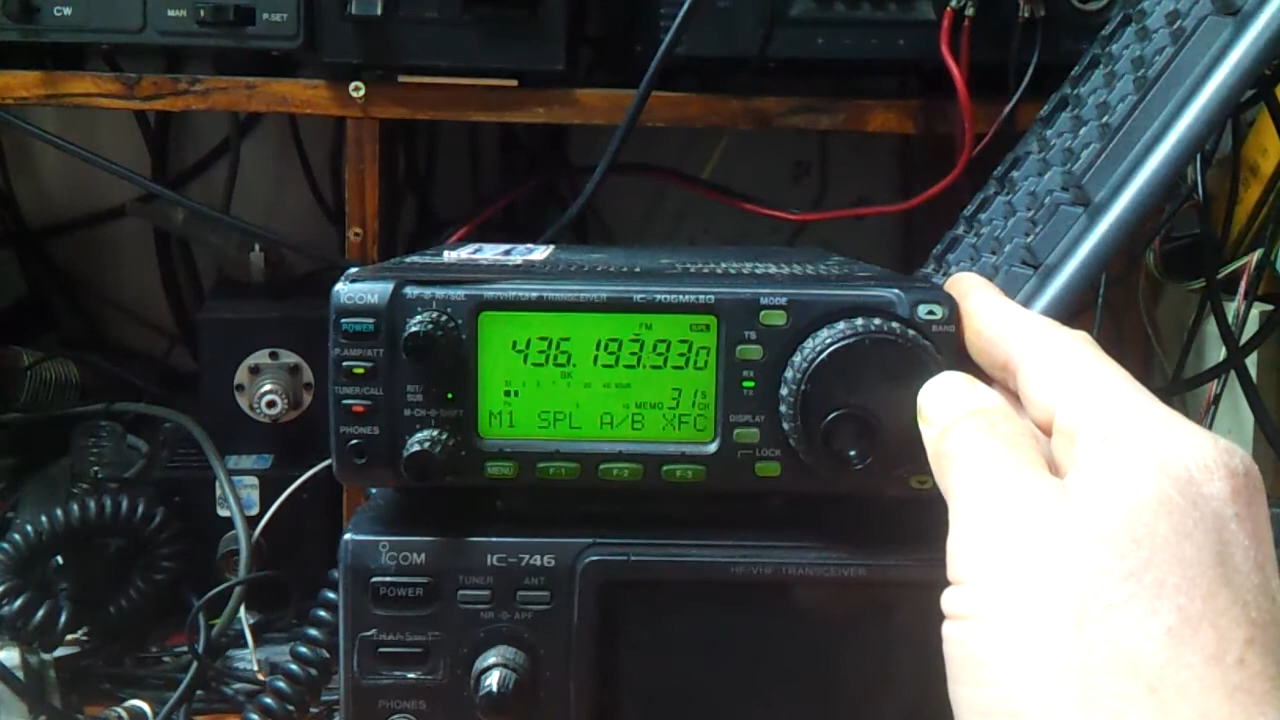 CW
MAN
P.SET
ICOM
AF-RF/SQL
HF/VHF/UHF TRANSCEIVER
IC-706MKIIG
MODE
POWER
P.AMP/ATT
TUNER/CALL
PHONES
RIT/
SUB
M-CH-SHIFT
FM
SPL
436.193.930
BK
MEMO 31 CH
M1 SPL A/B XFC
MENU F-1 F-2 F-3
TS
RX
TX
DISPLAY
LOCK
BAND
ICOM
IC-746
HF/VHF TRANSCEIVER
POWER
TUNER
ANT
NR APF
TRANSMIT
PHONES